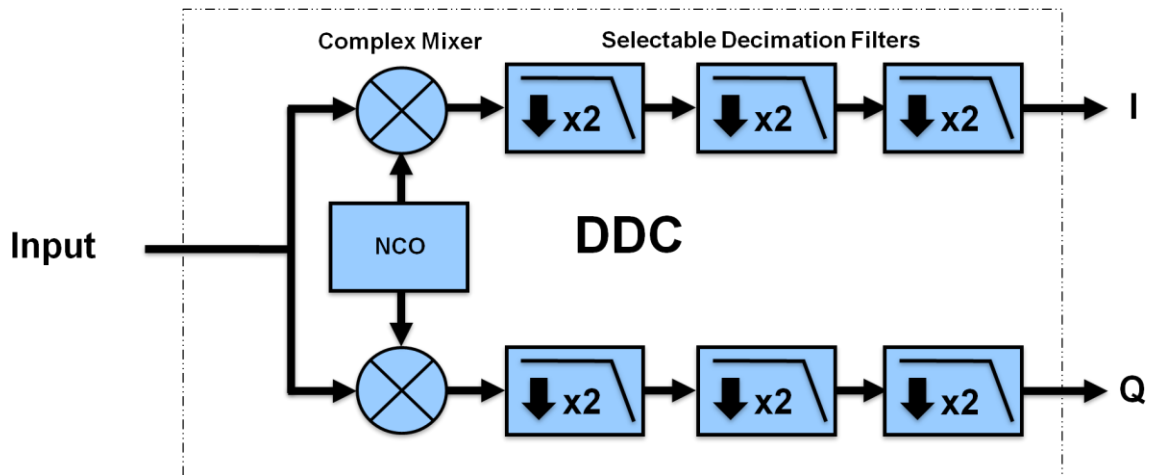 Complex Mixer
Selectable Decimation Filters
x2
x2
x2
I
Input
NCO
DDC
x2
x2
x2
Q